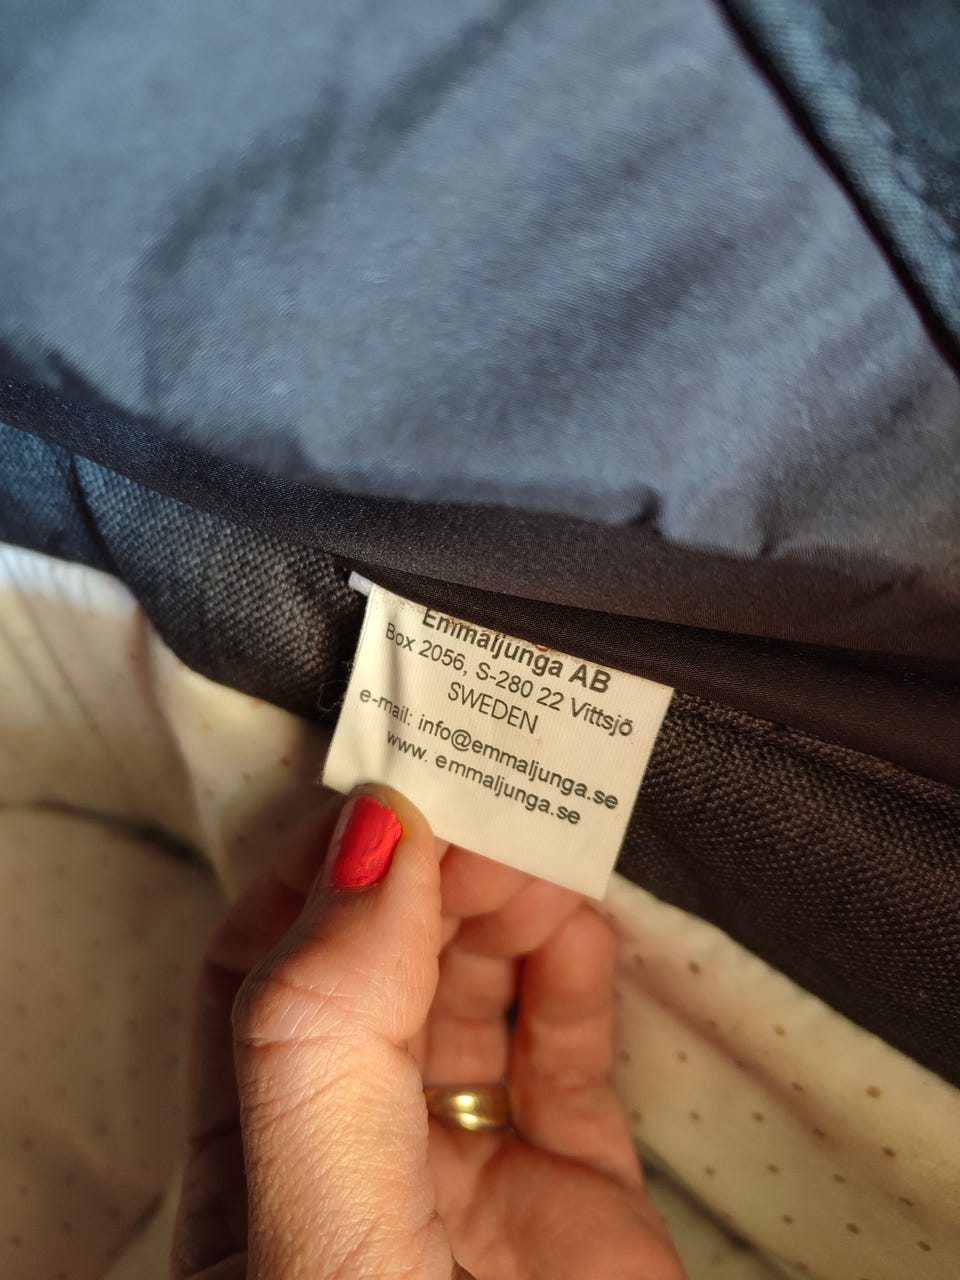 Emmaljunga AB
Box 2056, S-280 22 Vittsjö
SWEDEN
e-mail: info@emmaljunga.se
www. emmaljunga.se